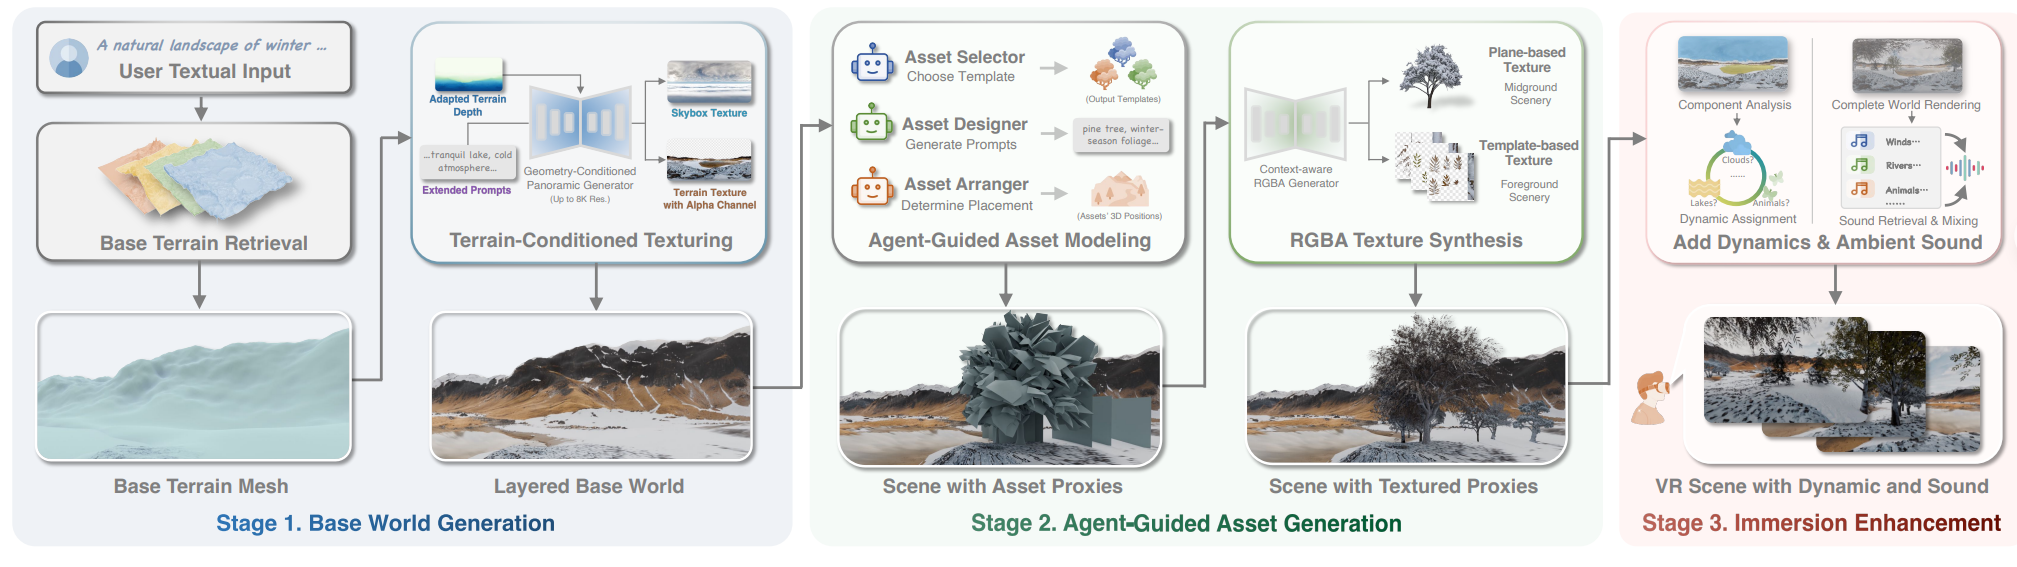 A natural landscape of winter ...
User Textual Input
Base Terrain Retrieval
Base Terrain Mesh
Adapted Terrain
Depth
...tranquil lake, cold
atmosphere...
Extended Prompts
Geometry-Conditioned
Panoramic Generator
(Up to 8K Res.)
Skybox Texture
Terrain Texture
with Alpha Channel
Terrain-Conditioned Texturing
Layered Base World
Stage 1. Base World Generation
Asset Selector
Choose Template
(Output Templates)
Asset Designer
Generate Prompts
pine tree, winter-
season foliage...
Asset Arranger
Determine Placement
(Assets' 3D Positions)
Agent-Guided Asset Modeling
Scene with Asset Proxies
Context-aware
RGBA Generator
Plane-based
Texture
Midground
Scenery
Template-based
Texture
Foreground
Scenery
RGBA Texture Synthesis
Scene with Textured Proxies
Stage 2. Agent-Guided Asset Generation
Component Analysis
Clouds?
......
Lakes?
Animals?
Dynamic Assignment
Complete World Rendering
Winds...
Rivers...
Animals...
......
Sound Retrieval & Mixing
Add Dynamics & Ambient Sound
VR Scene with Dynamic and Sound
Stage 3. Immersion Enhancement